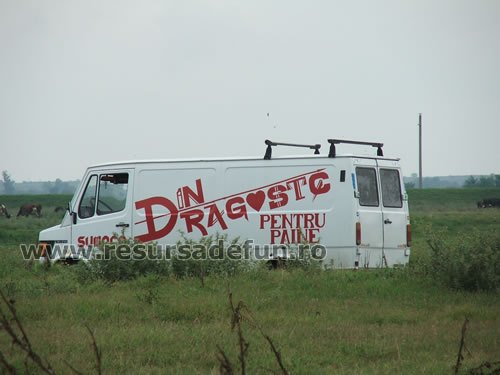 DiN
DRAGOSTE
PENTRU
PAINE
www.resursadefun.ro